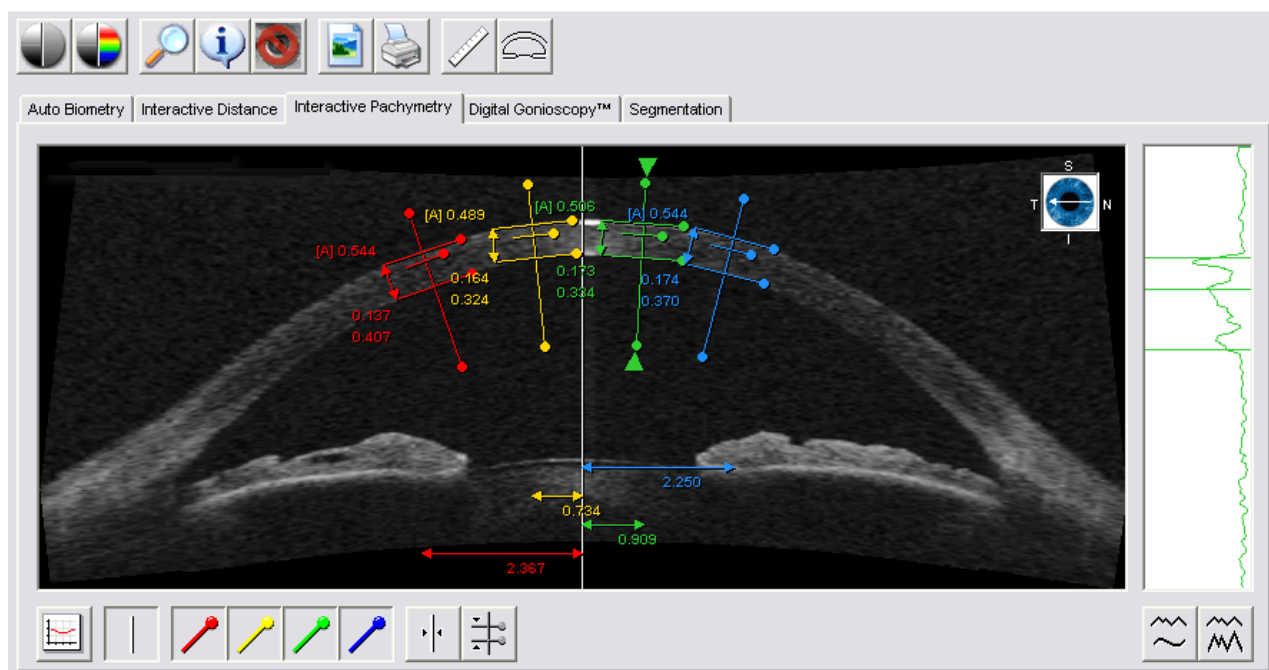 Auto Biometry
Interactive Distance
Interactive Pachymetry
Digital Gonioscopy™
Segmentation
S
T
N
I
[A] 0.544
0.137
0.407
[A] 0.489
0.164
0.324
[A] 0.506
0.173
0.334
[A] 0.544
0.174
0.370
2.250
0.734
0.909
2.367